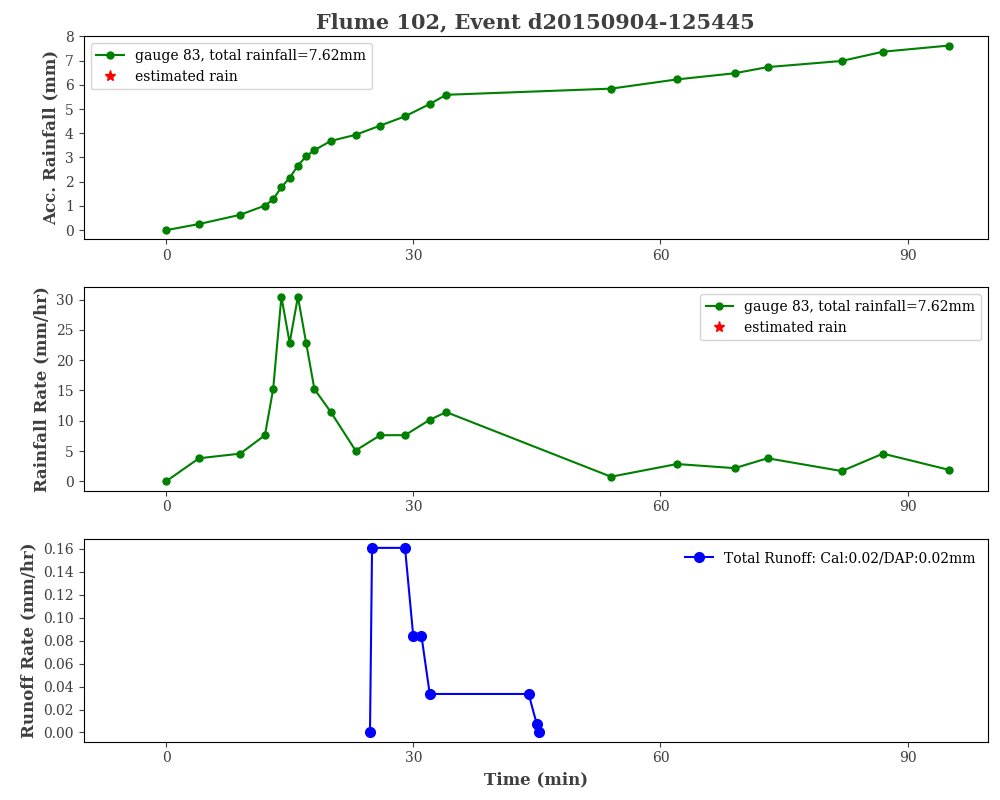 Flume 102, Event d20150904-125445
Acc. Rainfall (mm)
8
7
6
5
4
3
2
1
0
gauge 83, total rainfall=7.62mm
estimated rain
0 30 60 90
Rainfall Rate (mm/hr)
30
25
20
15
10
5
0
gauge 83, total rainfall=7.62mm
estimated rain
0 30 60 90
Runoff Rate (mm/hr)
0.16
0.14
0.12
0.10
0.08
0.06
0.04
0.02
0.00
Total Runoff: Cal:0.02/DAP:0.02mm
0 30 60 90
Time (min)